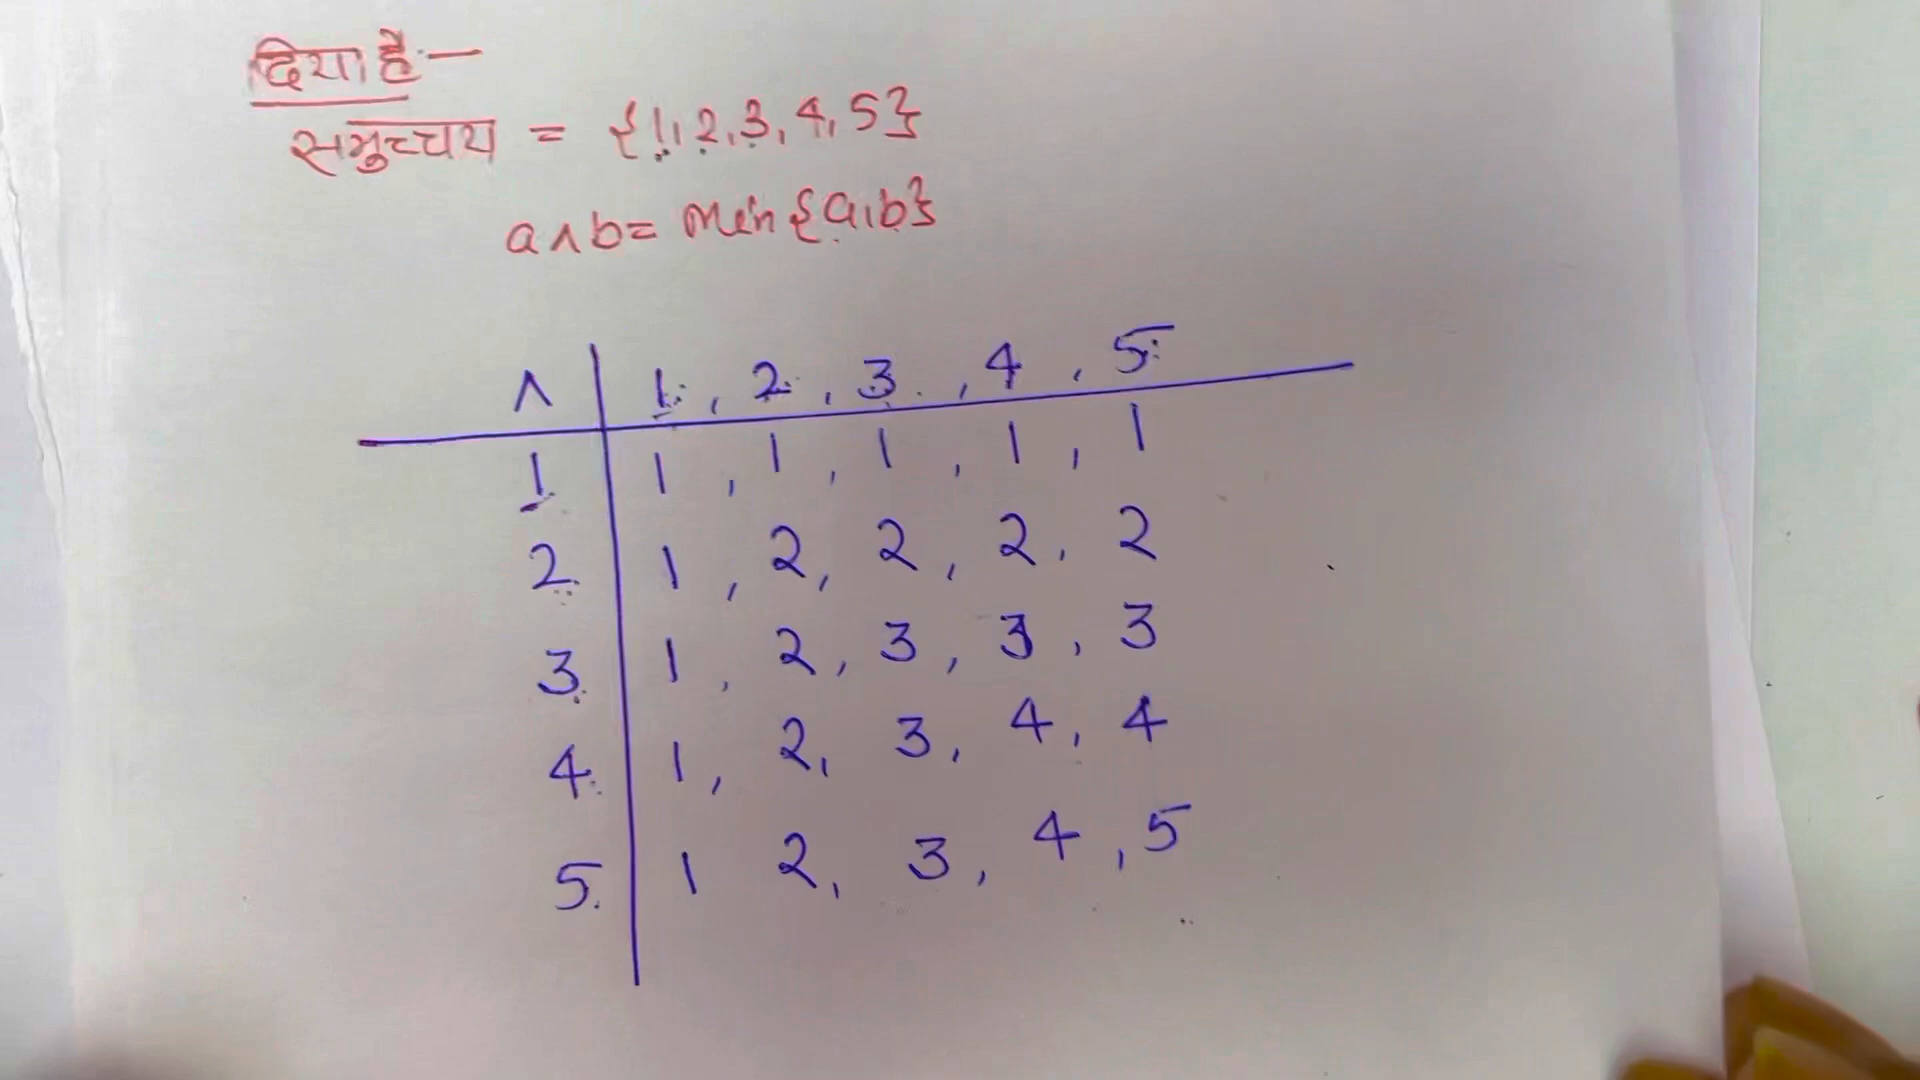 दिया है:—
समुच्चय = {1, 2, 3, 4, 5}
a ∧ b = Min {a, b}
∧ | 1, 2, 3, 4, 5
1 | 1, 1, 1, 1, 1
2 | 1, 2, 2, 2, 2
3 | 1, 2, 3, 3, 3
4 | 1, 2, 3, 4, 4
5 | 1 2, 3, 4, 5